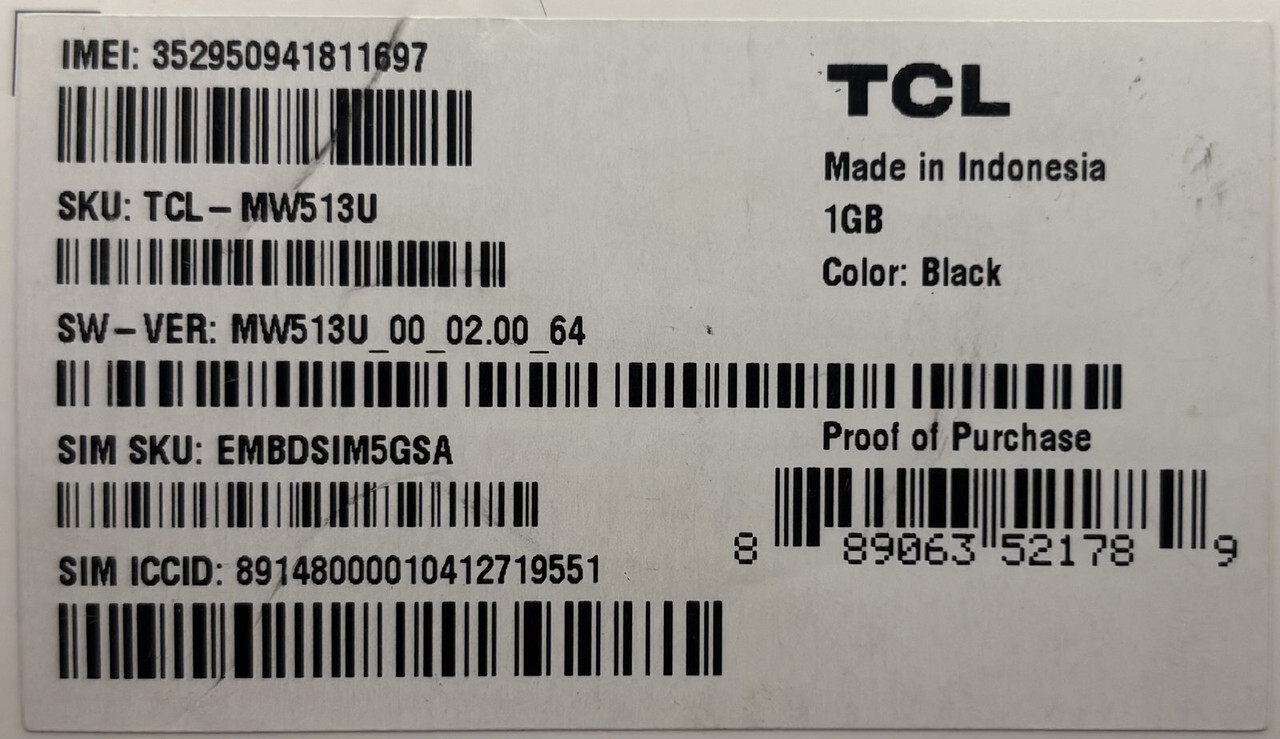 IMEI: 352950941811697
SKU: TCL-MW513U
SW-VER: MW513U_00_02.00_64
SIM SKU: EMBDSIM5GSA
SIM ICCID: 89148000010412719551
TCL
Made in Indonesia
1GB
Color: Black
Proof of Purchase
8 89063 52178 9